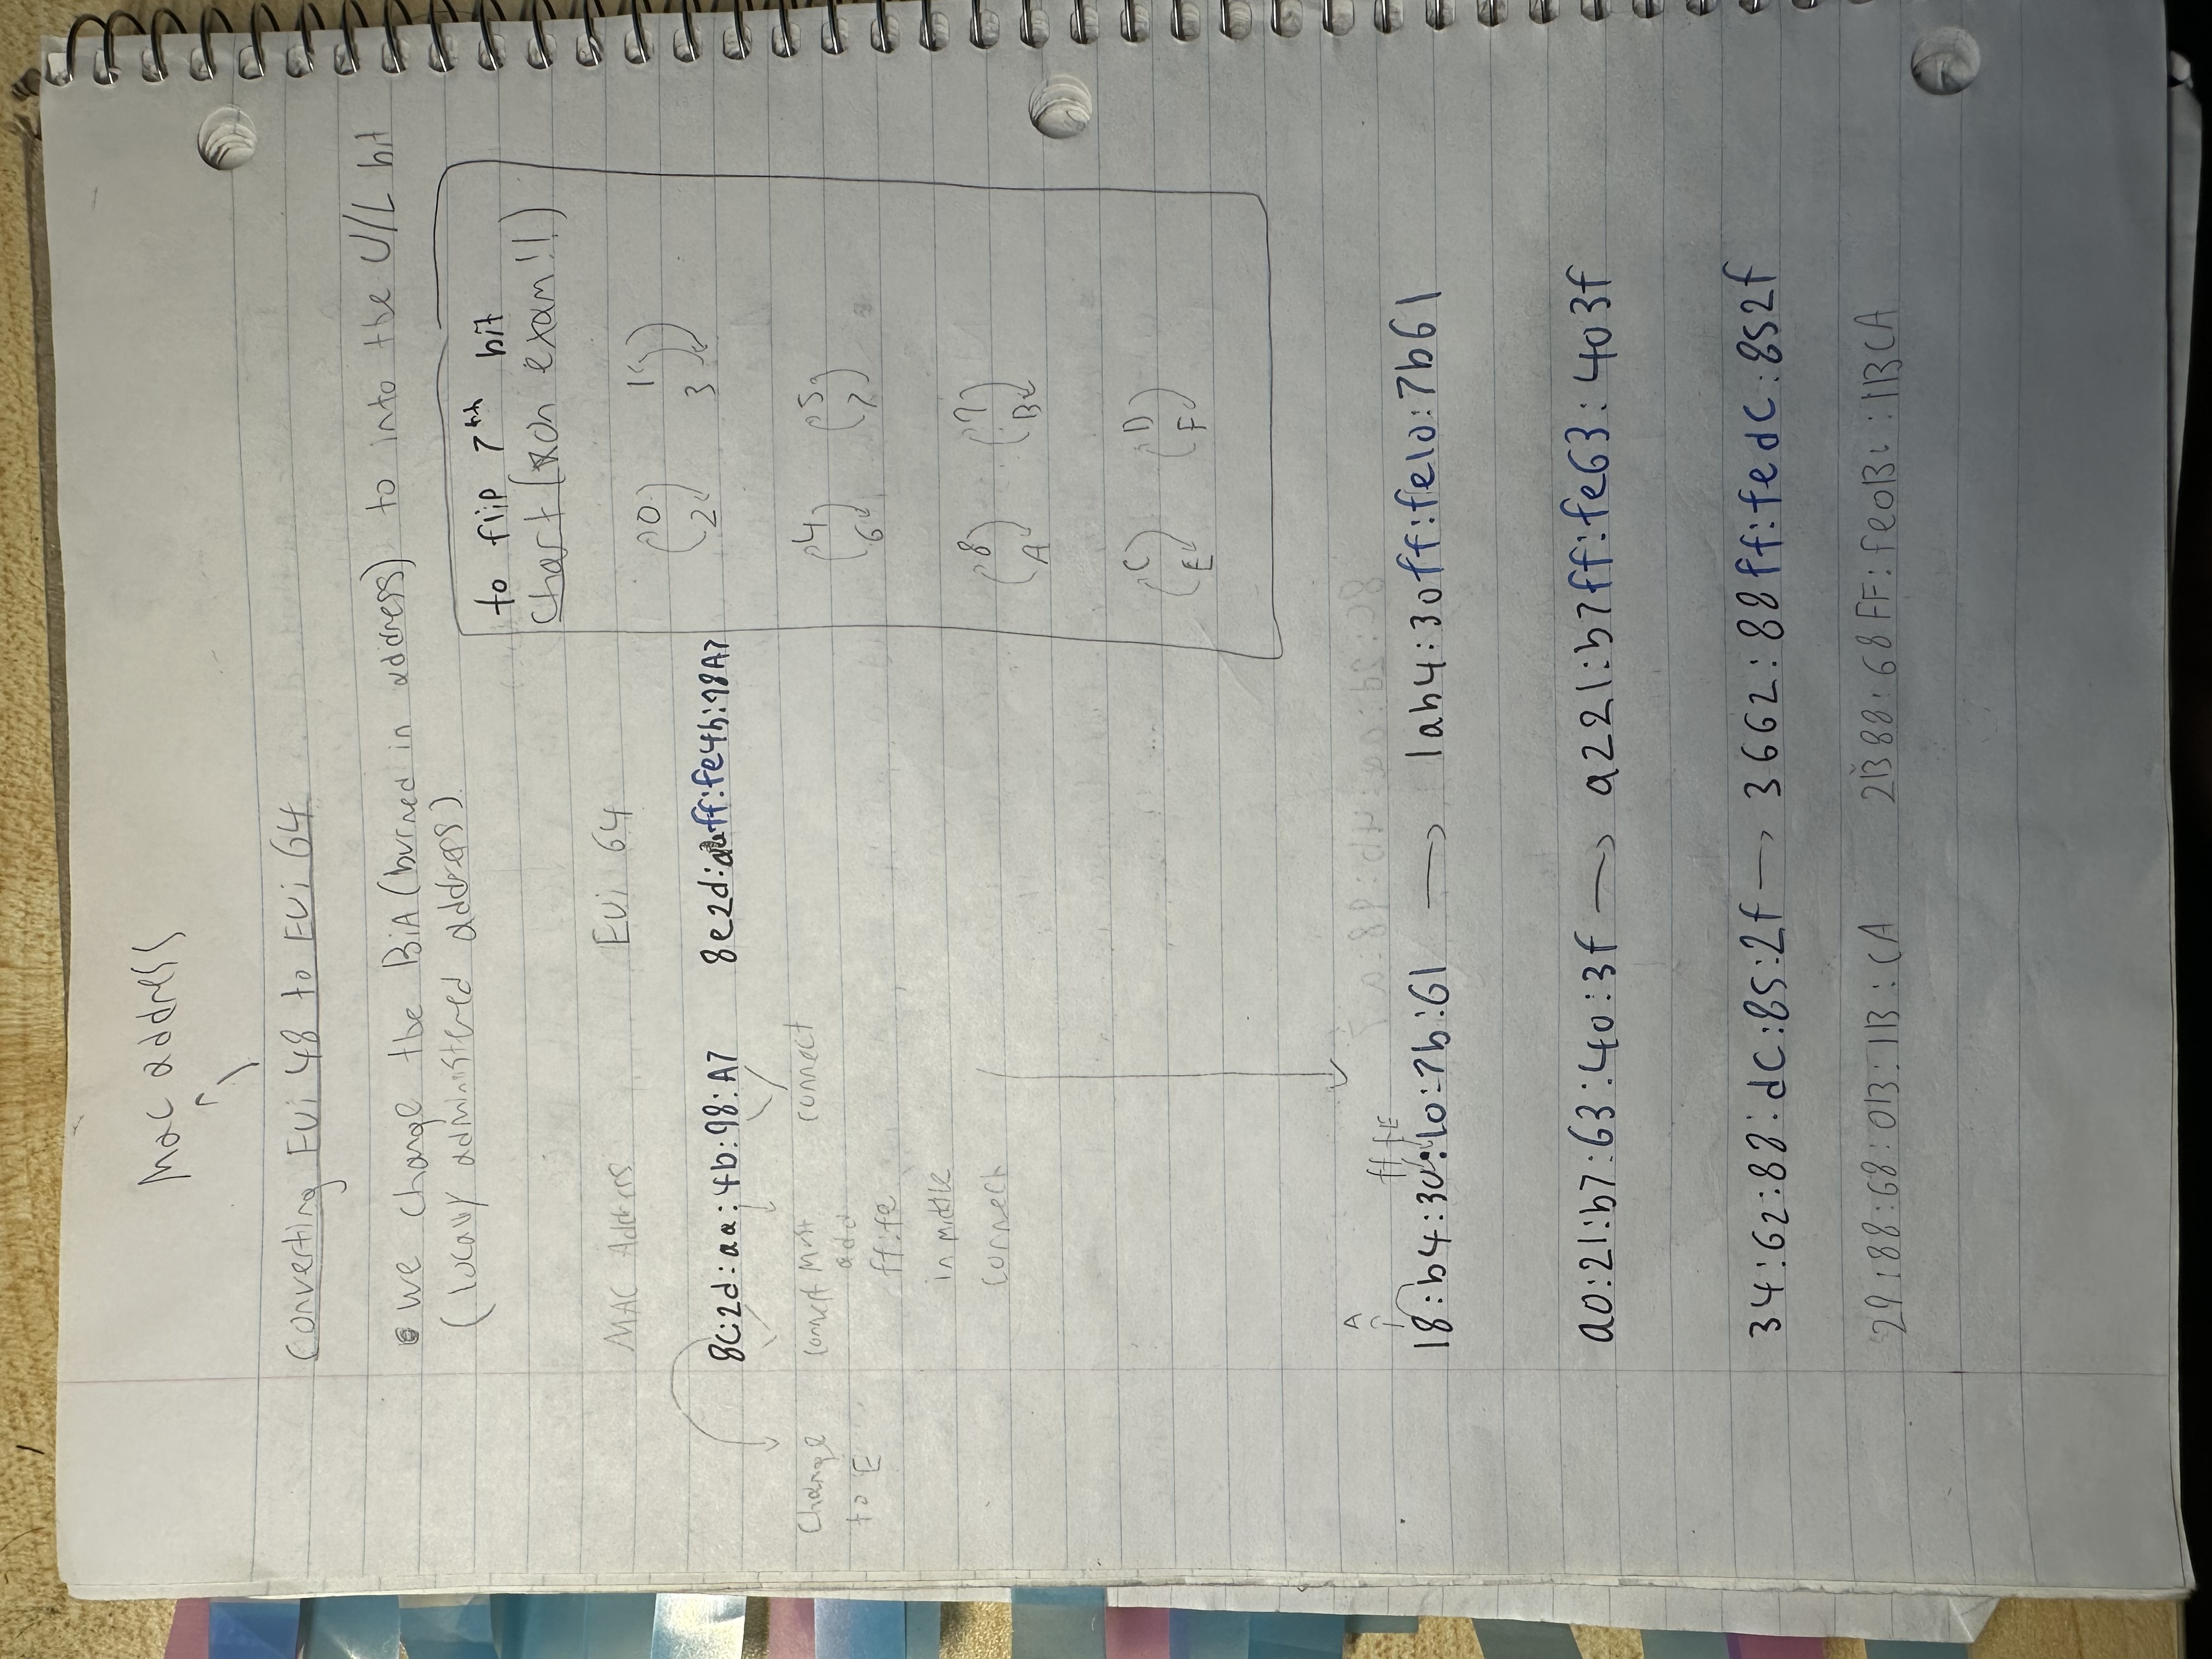 Mac address
Converting EUi 48 to EUi 64
• we change the BiA (burned in address) to into the U/L bit
(locally administered address).
to flip 7th bit
chart (*on exam!!)
0 1
2 3
4 5
6 7
8 9
A B
C D
E F
MAC Address EUi 64
8c:2d:aa:4b:98:A7 8e2d:aaff:fe4b:98A7
Change
to E
connect
Must
add
ff:fe
in middle
connect
connect
A
ff fE
18:b4:30:10:7b:61 → 1ab4:30ff:fe10:7b61
a0:21:b7:63:40:3f → a221:b7ff:fe63:403f
34:62:88:dC:85:2f → 3662:88ff:fedC:852f
29:88:68:0B:1B:CA 2B88:68FF:fe0B::1BCA